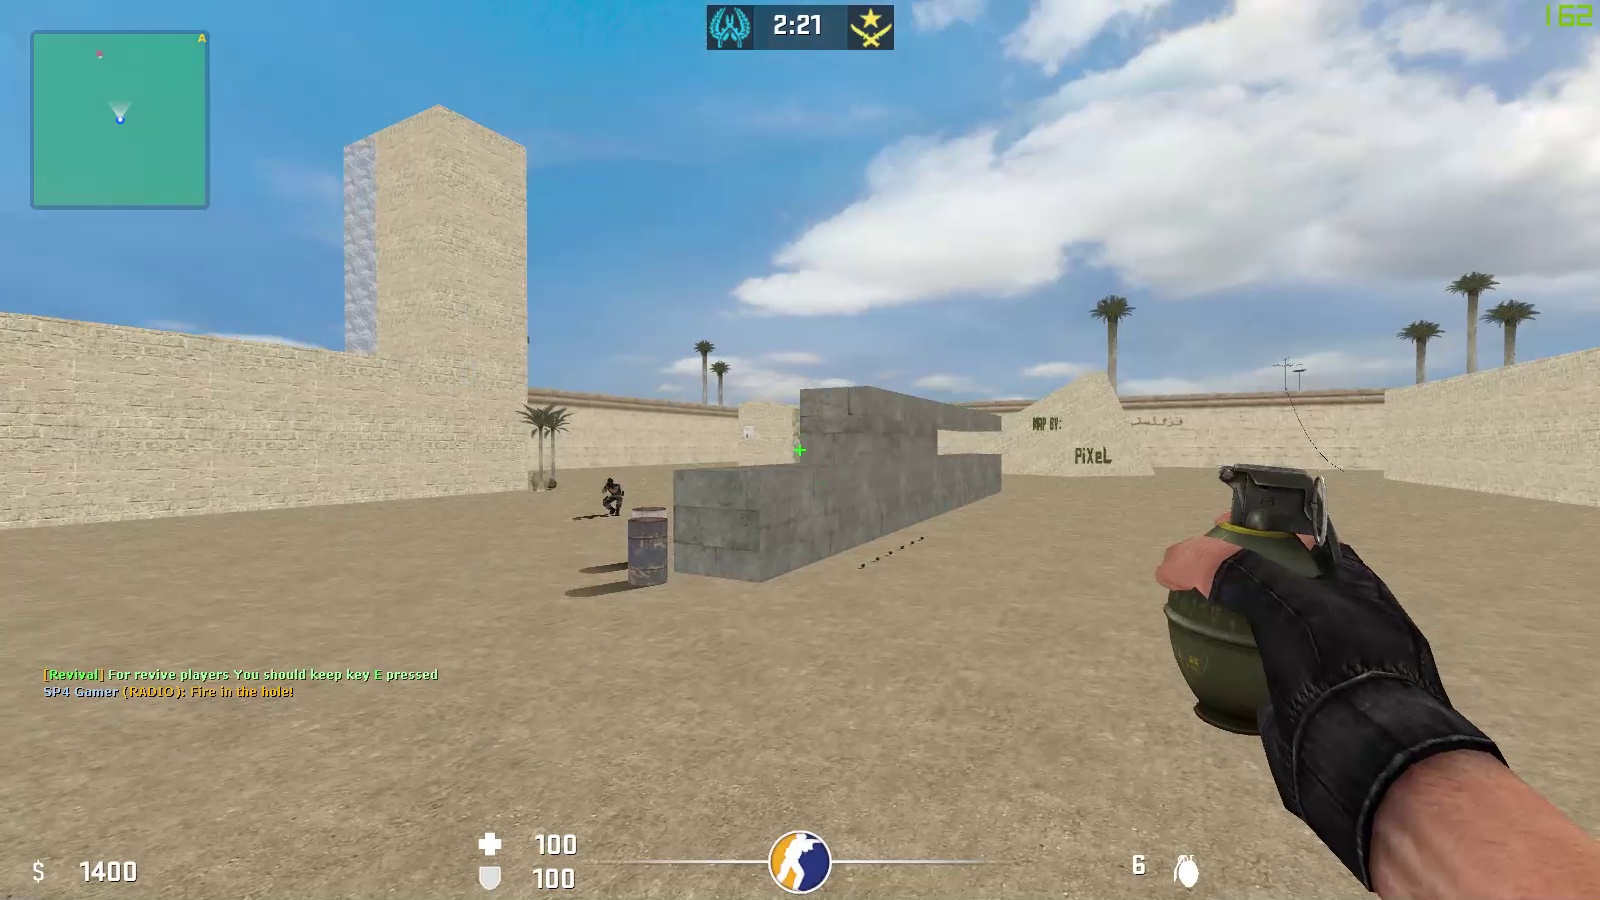 A
2:21
162
MAP BY:
PiXeL
[Revival] For revive players You should keep key E pressed
SP4 Gamer (RADIO): Fire in the hole!
$ 1400
100
100
6